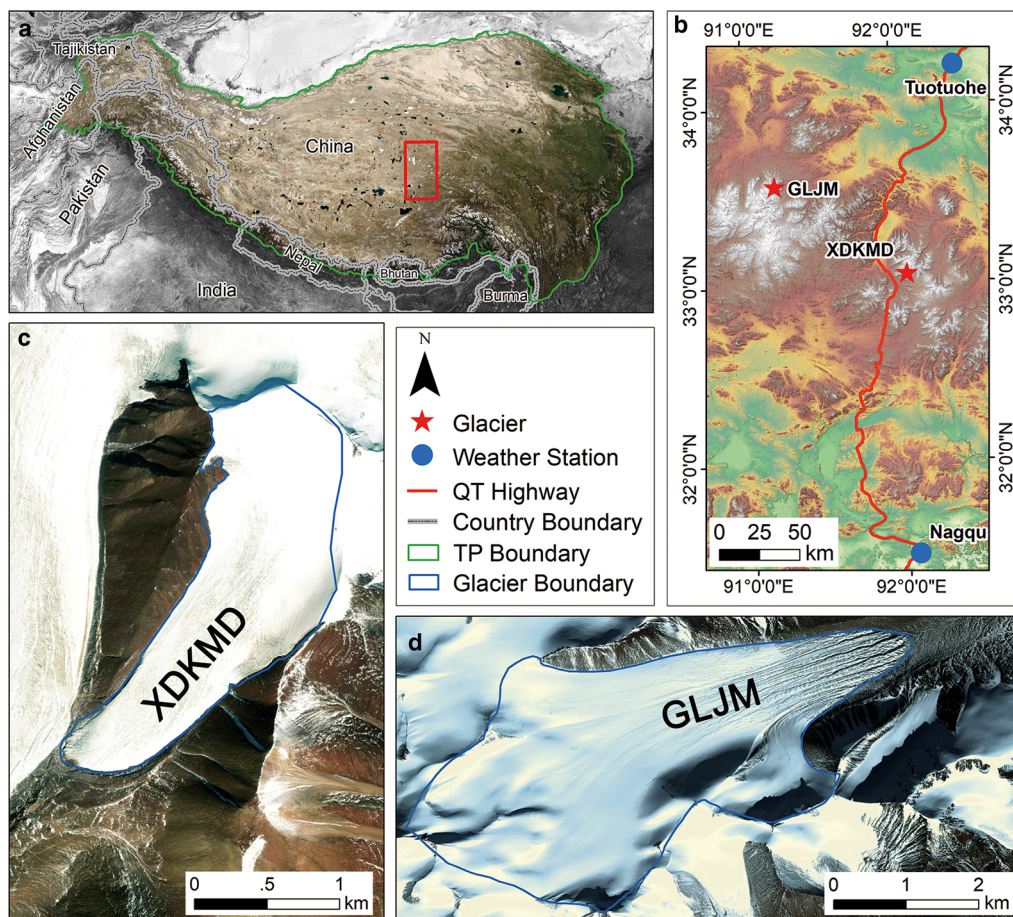 a
Tajikistan
Afghanistan
Pakistan
China
Nepal
Bhutan
India
Burma
b
91°0'0"E 92°0'0"E
Tuotuohe
34°0'0"N 34°0'0"N
GLJM
XDKMD
33°0'0"N 33°0'0"N
32°0'0"N 32°0'0"N
0 25 50
km
Nagqu
91°0'0"E 92°0'0"E
c
XDKMD
0 .5 1
km
N
Glacier
Weather Station
QT Highway
Country Boundary
TP Boundary
Glacier Boundary
d
GLJM
0 1 2
km